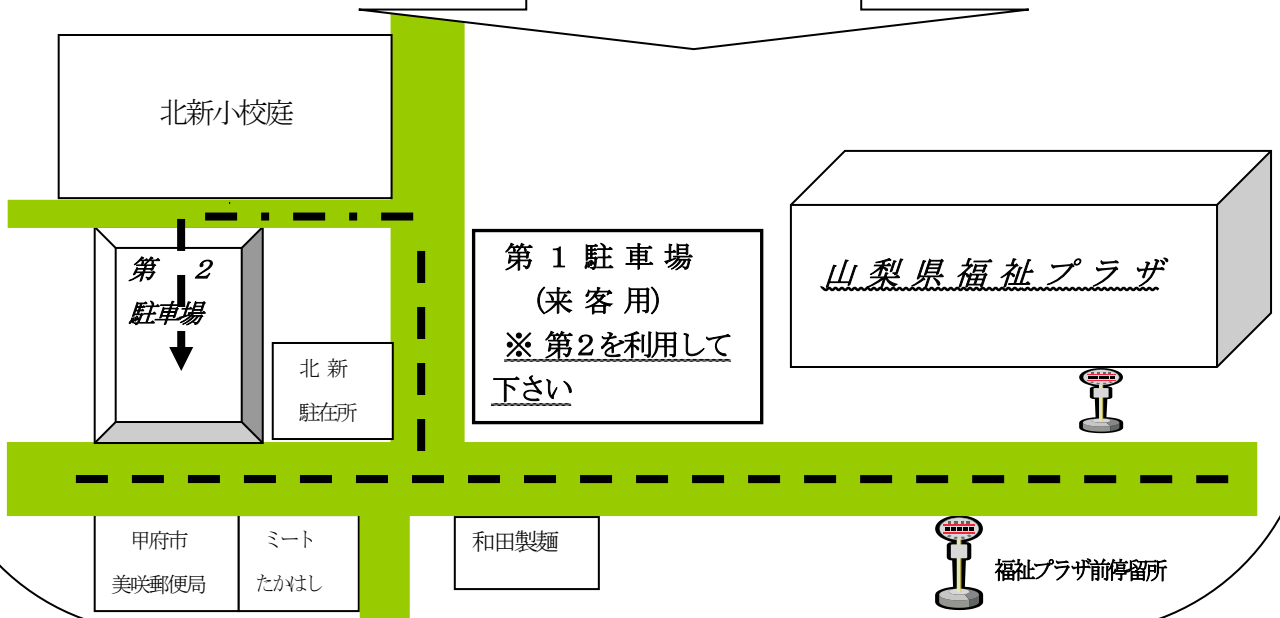 北新小校庭
第 2
駐車場
北 新
駐在所
第 1 駐 車 場
(来 客 用)
※ 第2を利用して
下さい
山 梨 県 福 祉 プ ラ ザ
甲府市
美咲郵便局
ミート
たかはし
和田製麺
福祉プラザ前停留所